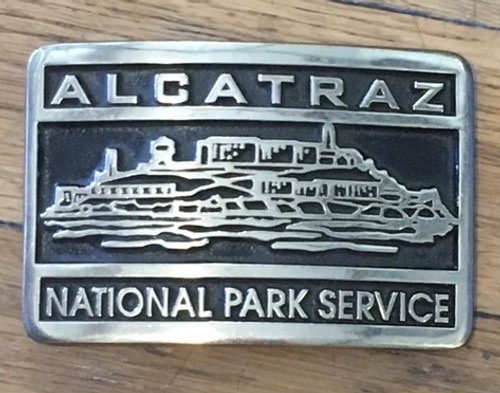 ALCATRAZ
NATIONAL PARK SERVICE